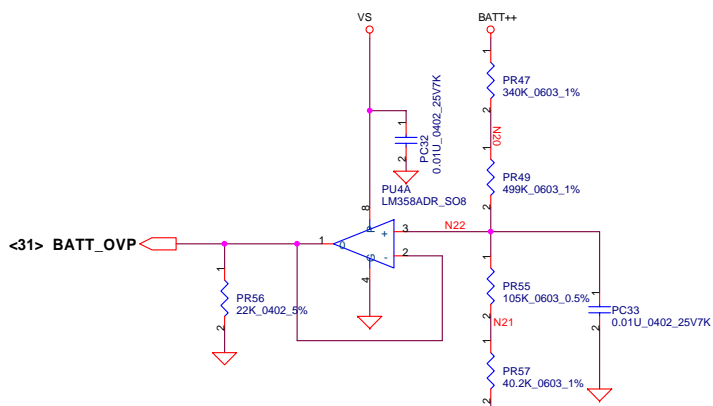 VS
BATT++
1
PR47
340K_0603_1%
2
N20
1
PC32
0.01U_0402_25V7K
2
1
PR49
499K_0603_1%
2
PU4A
LM358ADR_SO8
8
P
+
3
N22
<31> BATT_OVP
1
0
-
2
G
4
1
PR56
22K_0402_5%
2
1
PR55
105K_0603_0.5%
2
N21
1
PC33
0.01U_0402_25V7K
2
1
PR57
40.2K_0603_1%
2